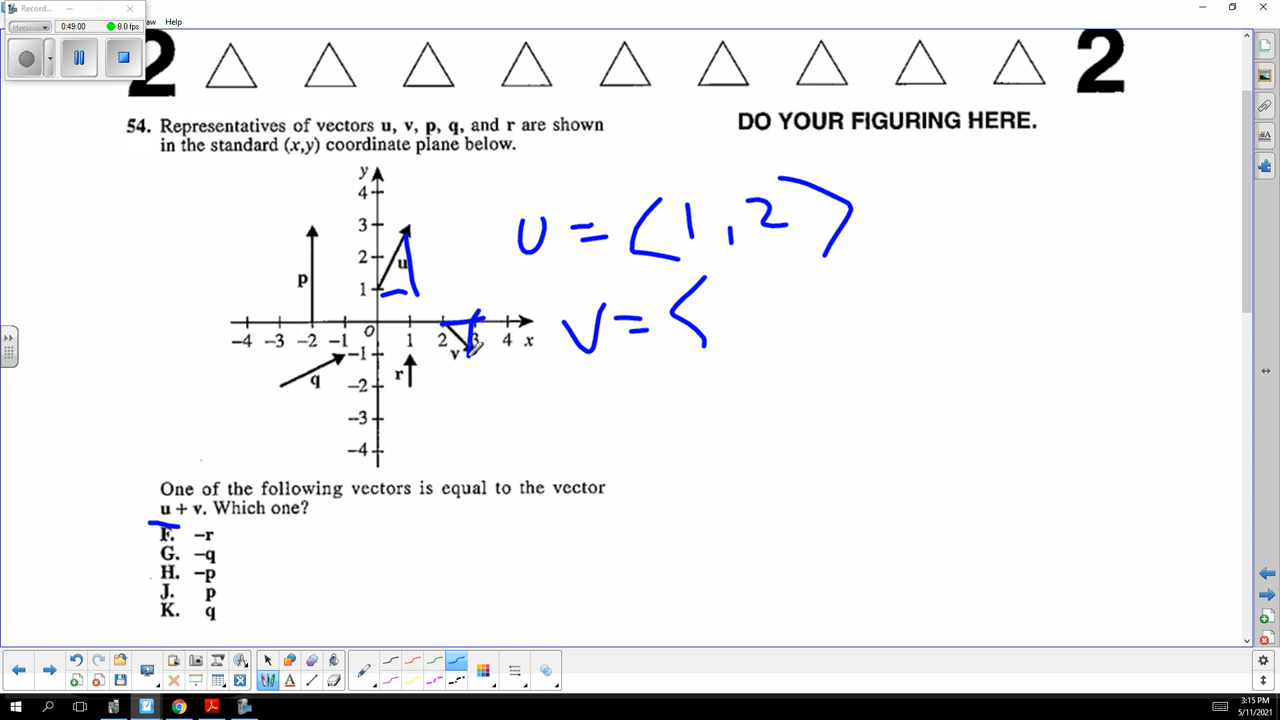 Record...
Menu
0:49:00
8.0 fps
Help
2
2
54. Representatives of vectors u, v, p, q, and r are shown
in the standard (x,y) coordinate plane below.
DO YOUR FIGURING HERE.
y
4
3
2
1
p
u
–4 –3 –2 –1 O 1 2 3 4 x
v
–1
q
r
–2
–3
–4
U = ⟨1, 2⟩
V = ⟨
One of the following vectors is equal to the vector
u + v. Which one?
F. –r
G. –q
H. –p
J. p
K. q
3:15 PM
5/11/2021